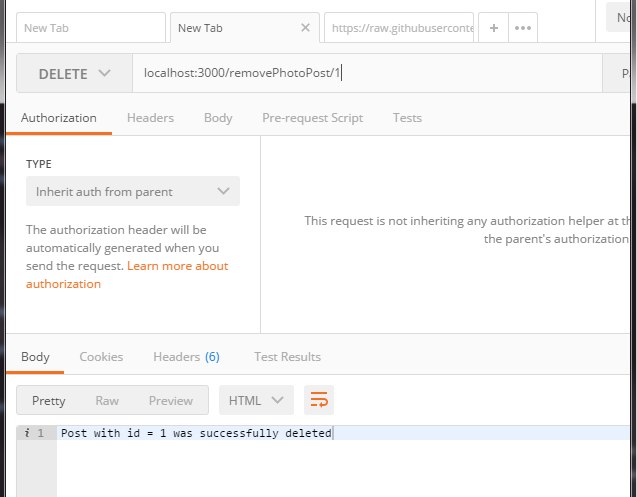 New Tab
New Tab
https://raw.githubuserconte
No
DELETE
localhost:3000/removePhotoPost/1
Pa
Authorization
Headers
Body
Pre-request Script
Tests
TYPE
Inherit auth from parent
The authorization header will be
automatically generated when you
send the request. Learn more about
authorization
This request is not inheriting any authorization helper at th
the parent's authorization
Body
Cookies
Headers (6)
Test Results
Pretty
Raw
Preview
HTML
i 1
Post with id = 1 was successfully deleted